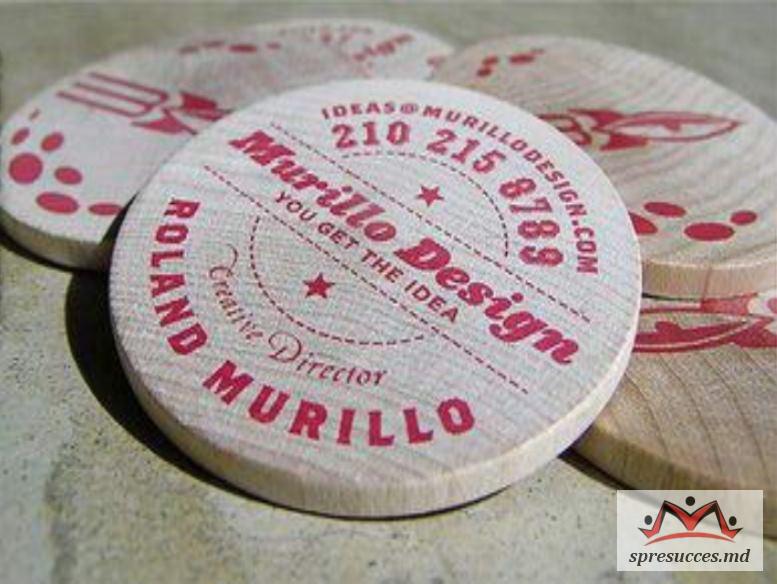 IDEAS@MURILLODESIGN.COM
210 215 8789
Murillo Design
YOU GET THE IDEA
Creative Director
ROLAND MURILLO
spresucces.md